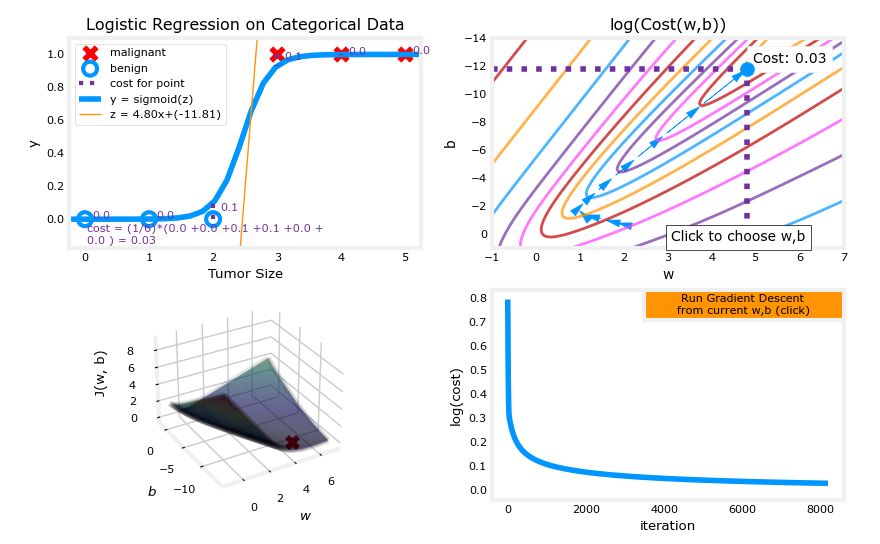 Logistic Regression on Categorical Data
malignant
benign
cost for point
y = sigmoid(z)
z = 4.80x+(-11.81)
1.0
0.8
0.6
0.4
0.2
0.0
y
0.0
0.0
0.1
0.1
0.0
0.0
cost = (1/6)*(0.0 +0.0 +0.1 +0.1 +0.0 +
0.0 ) = 0.03
0 1 2 3 4 5
Tumor Size
log(Cost(w,b))
−14
−12
−10
−8
−6
−4
−2
0
b
Cost: 0.03
Click to choose w,b
−1 0 1 2 3 4 5 6 7
w
J(w, b)
8
6
4
2
0
0
−5
−10
b
0 2 4 6
w
Run Gradient Descent
from current w,b (click)
0.8
0.7
0.6
0.5
0.4
0.3
0.2
0.1
0.0
log(cost)
0 2000 4000 6000 8000
iteration